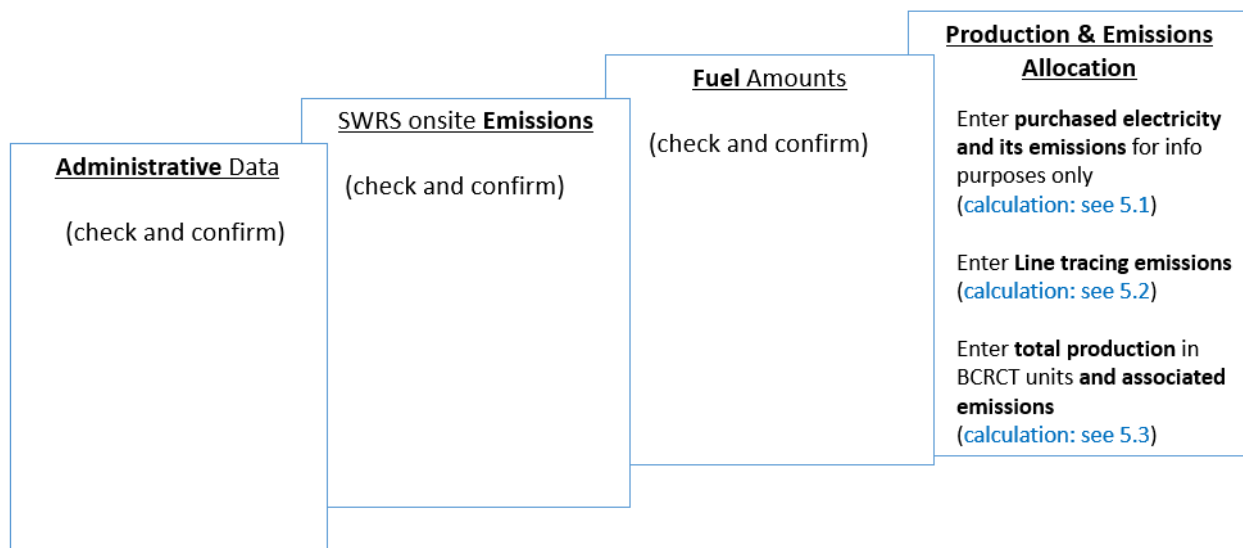 Administrative Data
(check and confirm)
SWRS onsite Emissions
(check and confirm)
Fuel Amounts
(check and confirm)
Production & Emissions
Allocation
Enter purchased electricity
and its emissions for info
purposes only
(calculation: see 5.1)
Enter Line tracing emissions
(calculation: see 5.2)
Enter total production in
BCRCT units and associated
emissions
(calculation: see 5.3)